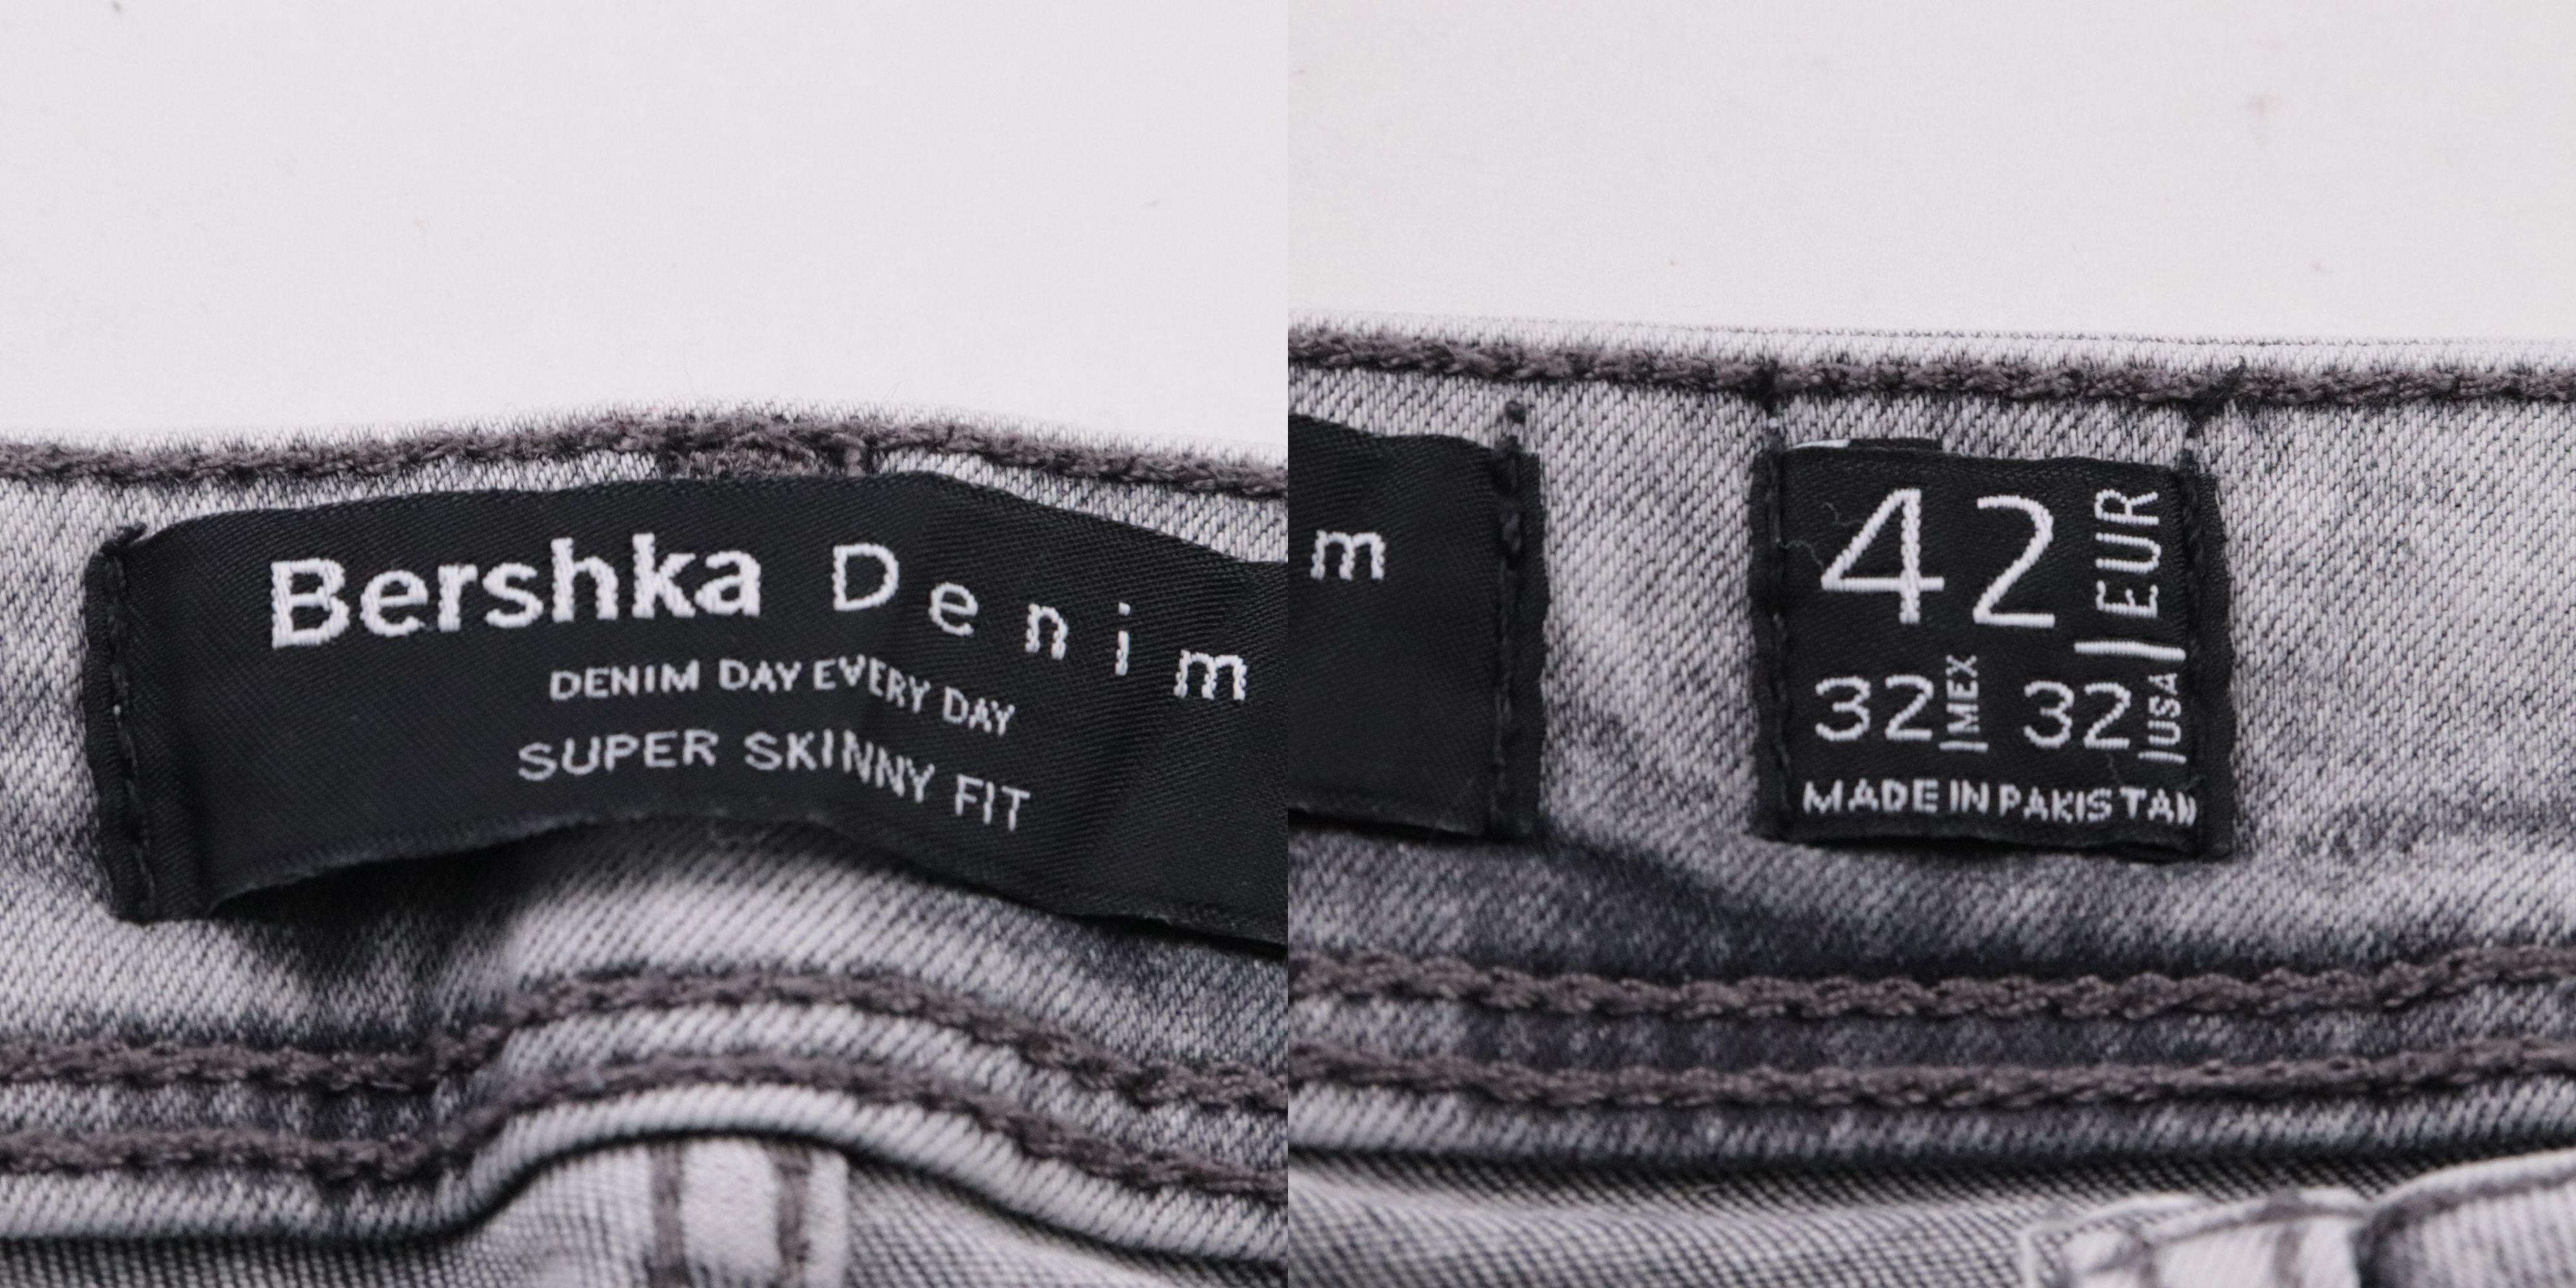 Bershka Denim
DENIM DAY EVERY DAY
SUPER SKINNY FIT
m
42 | EUR
32 | MEX 32 | USA
MADE IN PAKISTAN